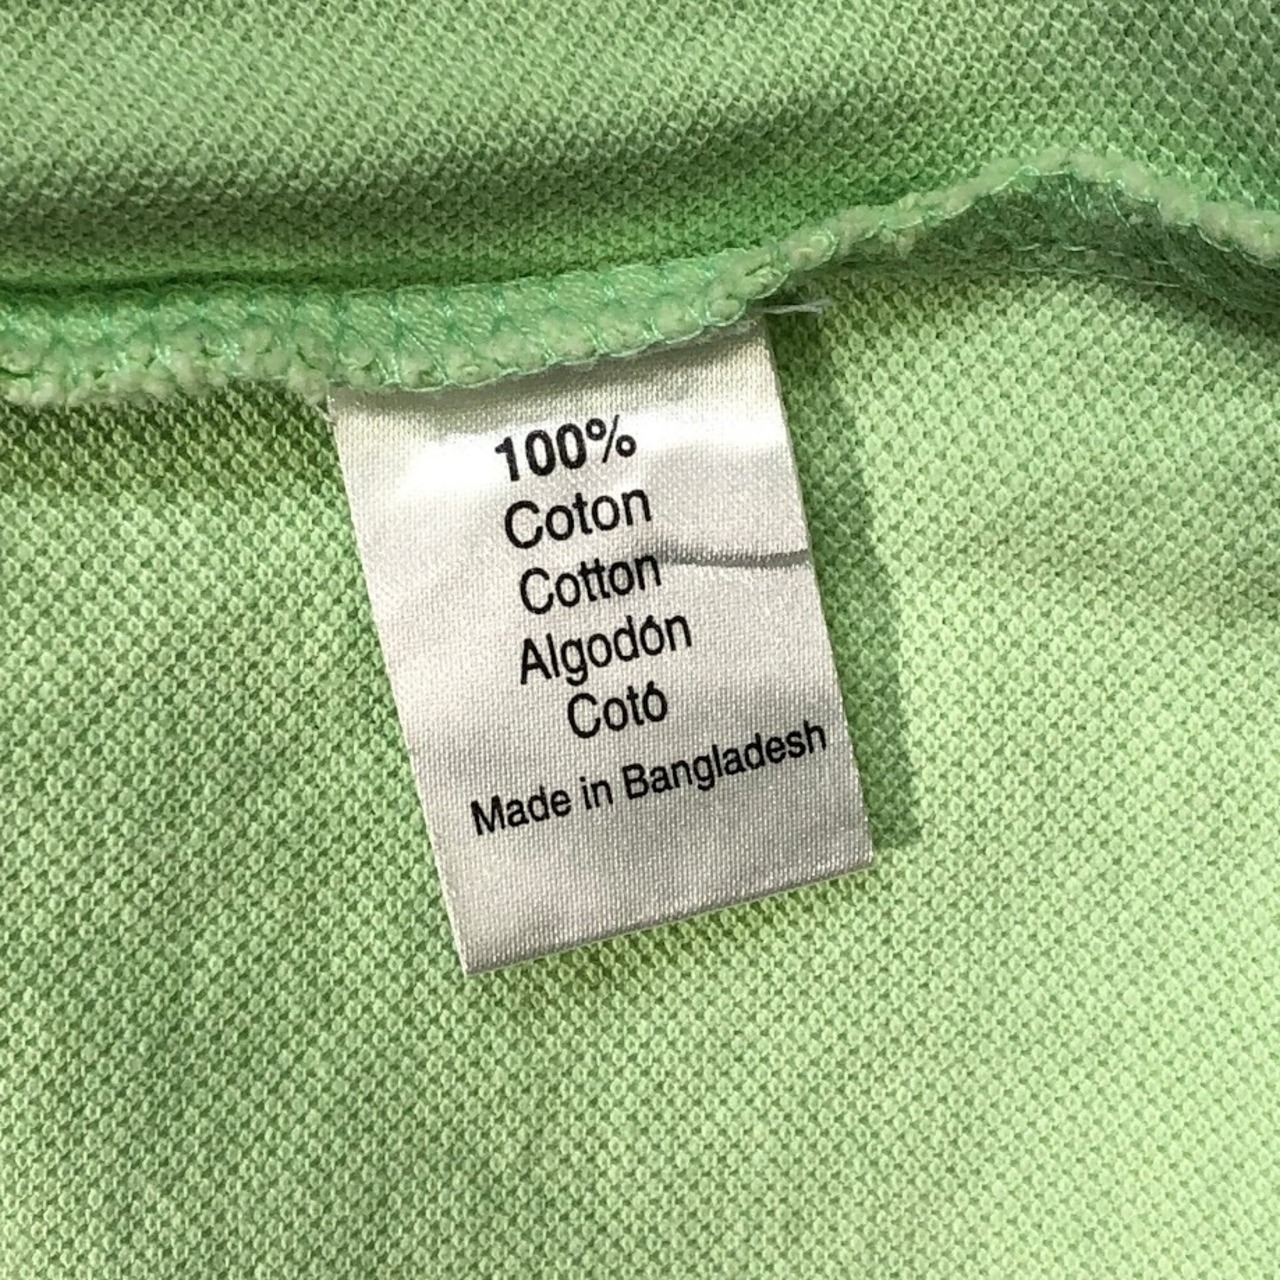 100%
Coton
Cotton
Algodón
Cotó
Made in Bangladesh